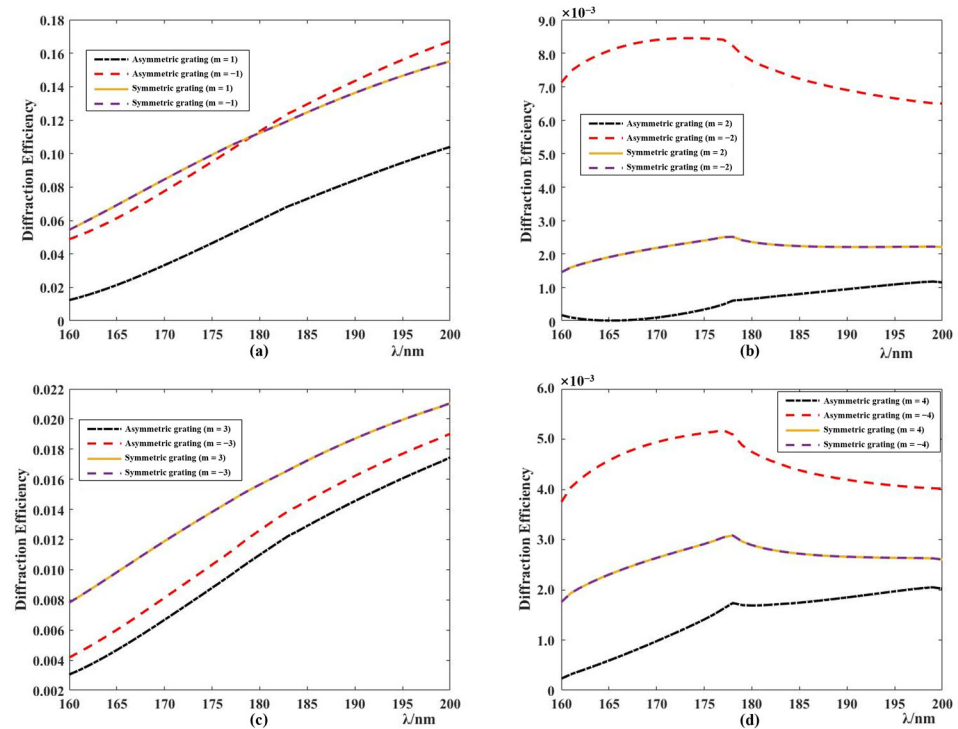 0.18
0.16
0.14
0.12
0.10
0.08
0.06
0.04
0.02
0
Diffraction Efficiency
Asymmetric grating (m = 1)
Asymmetric grating (m = −1)
Symmetric grating (m = 1)
Symmetric grating (m = −1)
160 165 170 175 180 185 190 195 200
(a) λ/nm
×10⁻³
9.0
8.0
7.0
6.0
5.0
4.0
3.0
2.0
1.0
0
Diffraction Efficiency
Asymmetric grating (m = 2)
Asymmetric grating (m = −2)
Symmetric grating (m = 2)
Symmetric grating (m = −2)
160 165 170 175 180 185 190 195 200
(b) λ/nm
0.022
0.020
0.018
0.016
0.014
0.012
0.010
0.008
0.006
0.004
0.002
Diffraction Efficiency
Asymmetric grating (m = 3)
Asymmetric grating (m = −3)
Symmetric grating (m = 3)
Symmetric grating (m = −3)
160 165 170 175 180 185 190 195 200
(c) λ/nm
×10⁻³
6.0
5.0
4.0
3.0
2.0
1.0
0
Diffraction Efficiency
Asymmetric grating (m = 4)
Asymmetric grating (m = −4)
Symmetric grating (m = 4)
Symmetric grating (m = −4)
160 165 170 175 180 185 190 195 200
(d) λ/nm